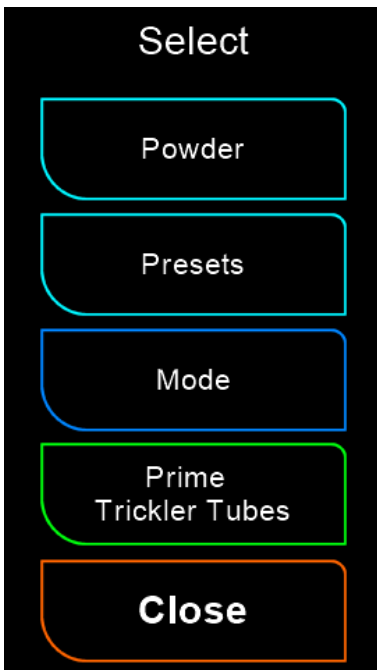 Select
Powder
Presets
Mode
Prime
Trickler Tubes
Close